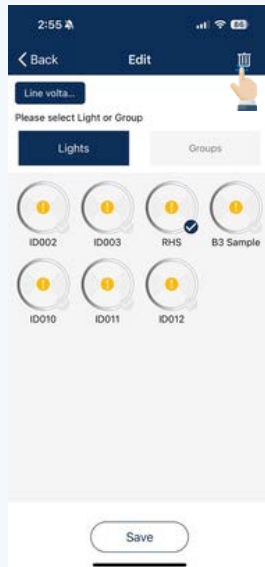 2:55
86
Back
Edit
Line volta...
Please select Light or Group
Lights
Groups
ID002
ID003
RHS
B3 Sample
ID010
ID011
ID012
Save